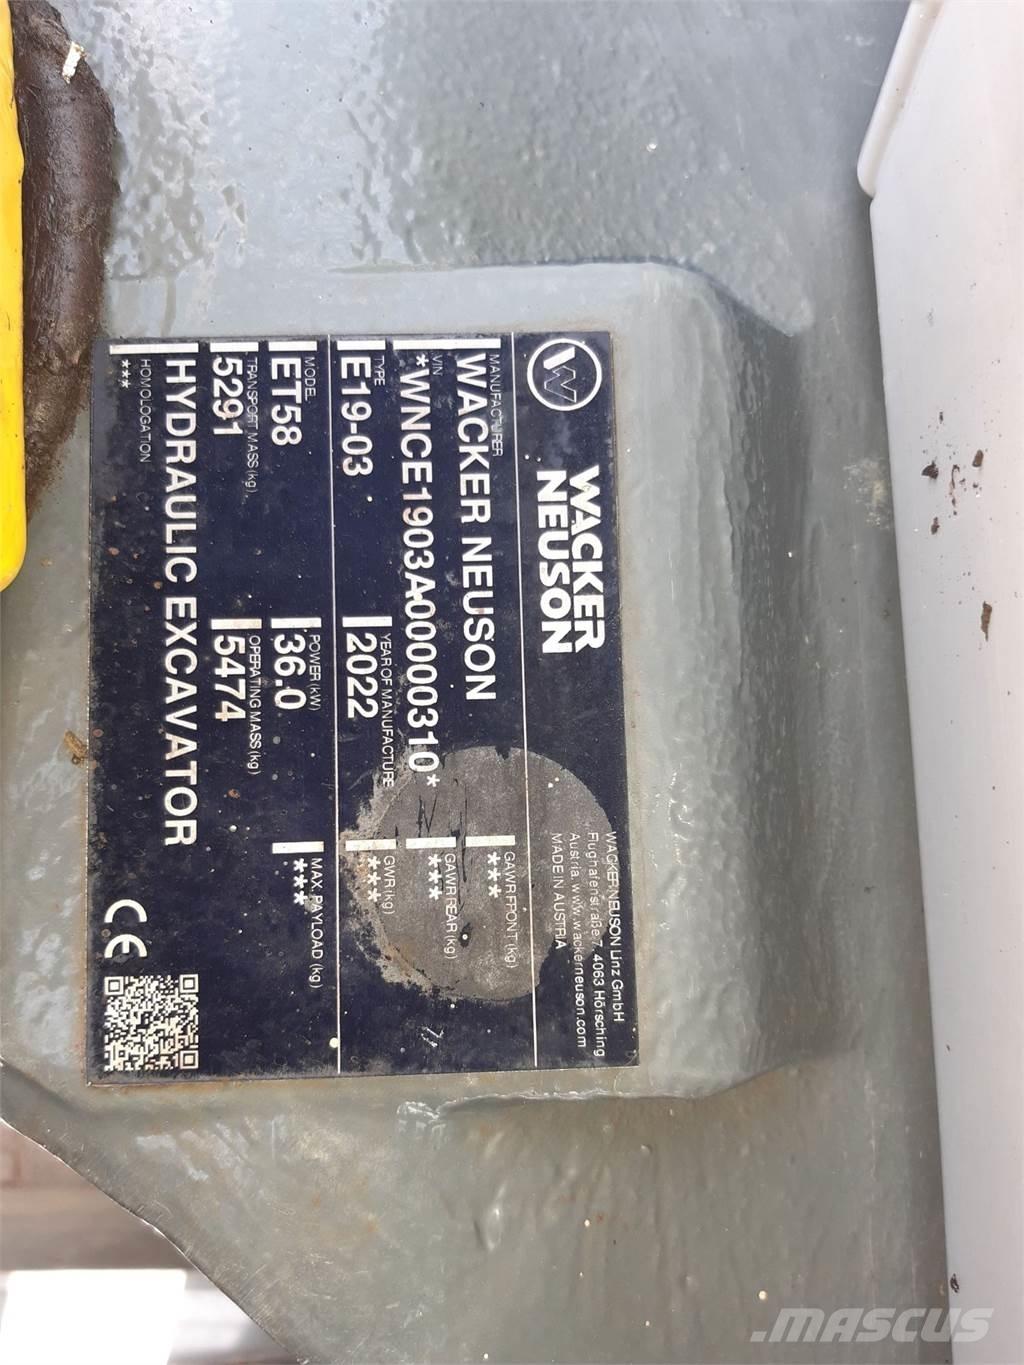 W
WACKER
NEUSON
WACKER NEUSON Linz GmbH
Flughafenstraße 7, 4063 Hörsching
Austria, www.wackerneuson.com
MADE IN AUSTRIA
MANUFACTURER
WACKER NEUSON
GAWR FRONT (kg)
***
VIN
*WNCE1903A00000310*
GAWR REAR (kg)
***
TYPE
E19-03
YEAR OF MANUFACTURE
2022
GWR (kg)
***
MODEL
ET58
POWER (kW)
36.0
MAX. PAYLOAD (kg)
***
TRANSPORT MASS (kg)
5291
OPERATING MASS (kg)
5474
HYDRAULIC EXCAVATOR
HOMOLOGATION
***
CE
MASCUS